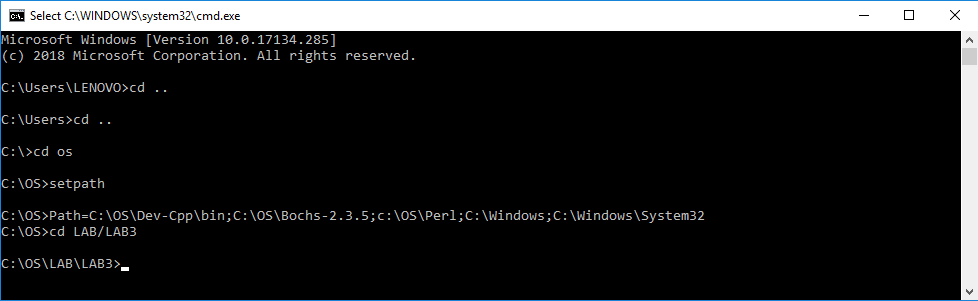 Select C:\WINDOWS\system32\cmd.exe
Microsoft Windows [Version 10.0.17134.285]
(c) 2018 Microsoft Corporation. All rights reserved.
C:\Users\LENOVO>cd ..
C:\Users>cd ..
C:\>cd os
C:\OS>setpath
C:\OS>Path=C:\OS\Dev-Cpp\bin;C:\OS\Bochs-2.3.5;c:\OS\Perl;C:\Windows;C:\Windows\System32
C:\OS>cd LAB/LAB3
C:\OS\LAB\LAB3>